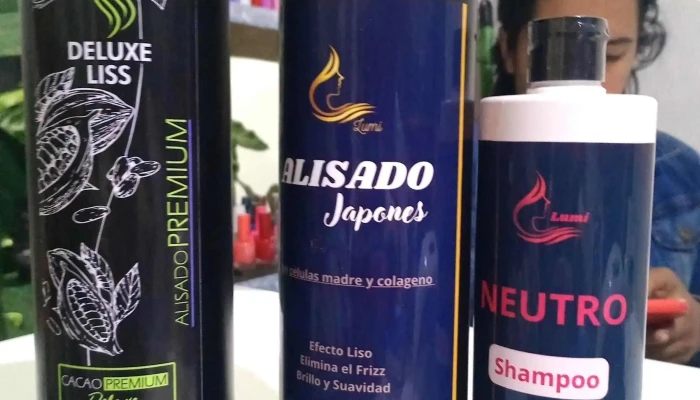 DELUXE
LISS
ALISADO PREMIUM
CACAO PREMIUM
Lumi
ALISADO
Japones
células madre y colageno
Efecto Liso
Elimina el Frizz
Brillo y Suavidad
Lumi
NEUTRO
Shampoo